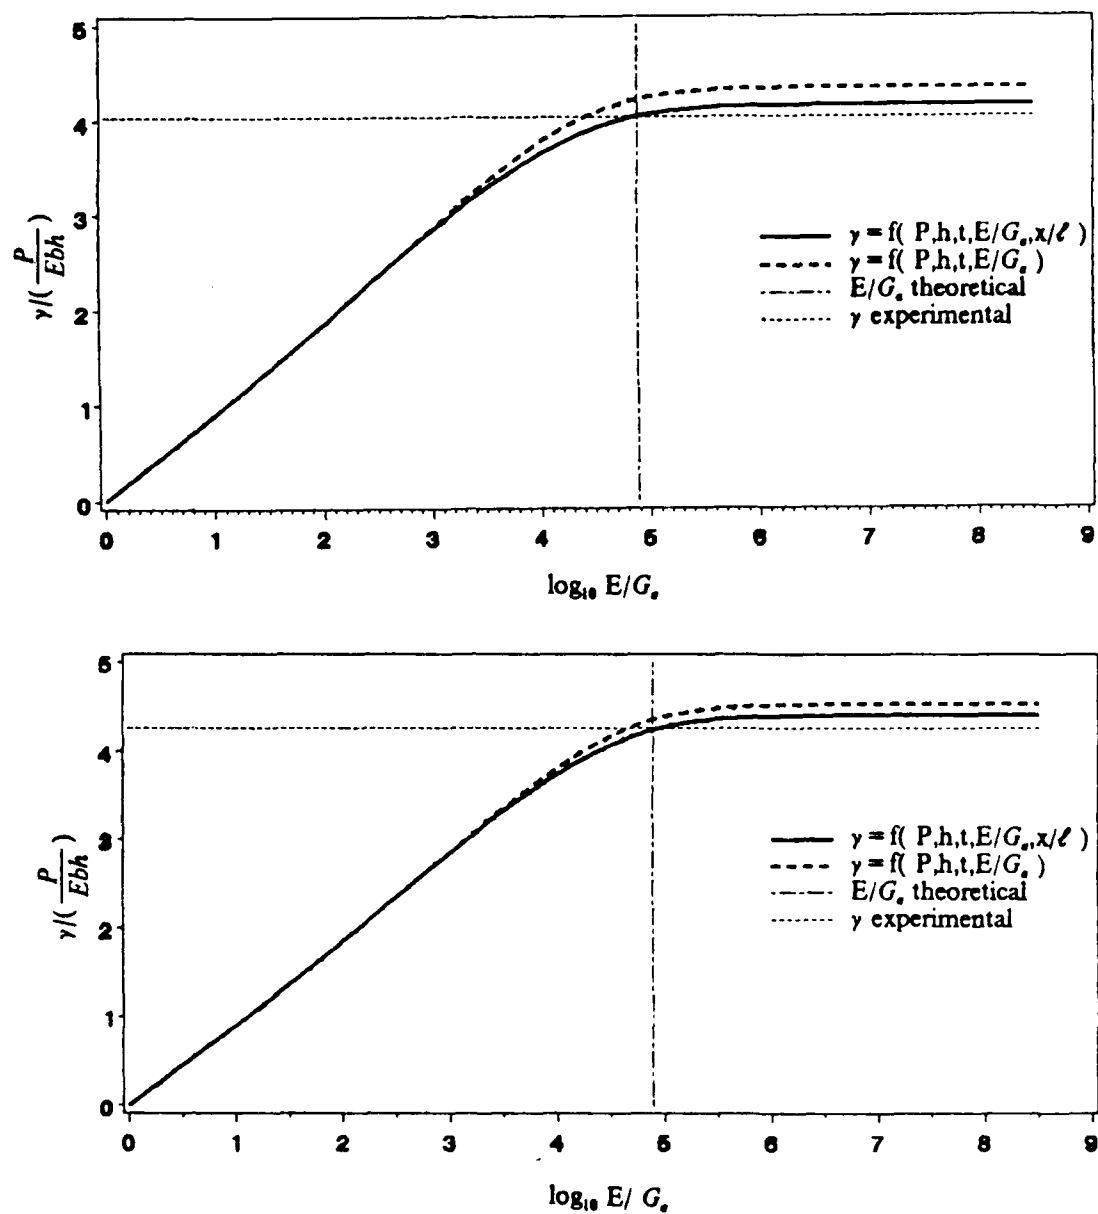 5
4
3
2
1
0
γ/(P/Ebh)
γ = f( P,h,t,E/Gₑ,x/ℓ )
γ = f( P,h,t,E/Gₑ )
E/Gₑ theoretical
γ experimental
0 1 2 3 4 5 6 7 8 9
log₁₀ E/Gₑ
5
4
3
2
1
0
γ/(P/Ebh)
γ = f( P,h,t,E/Gₑ,x/ℓ )
γ = f( P,h,t,E/Gₑ )
E/Gₑ theoretical
γ experimental
0 1 2 3 4 5 6 7 8 9
log₁₀ E/ Gₑ